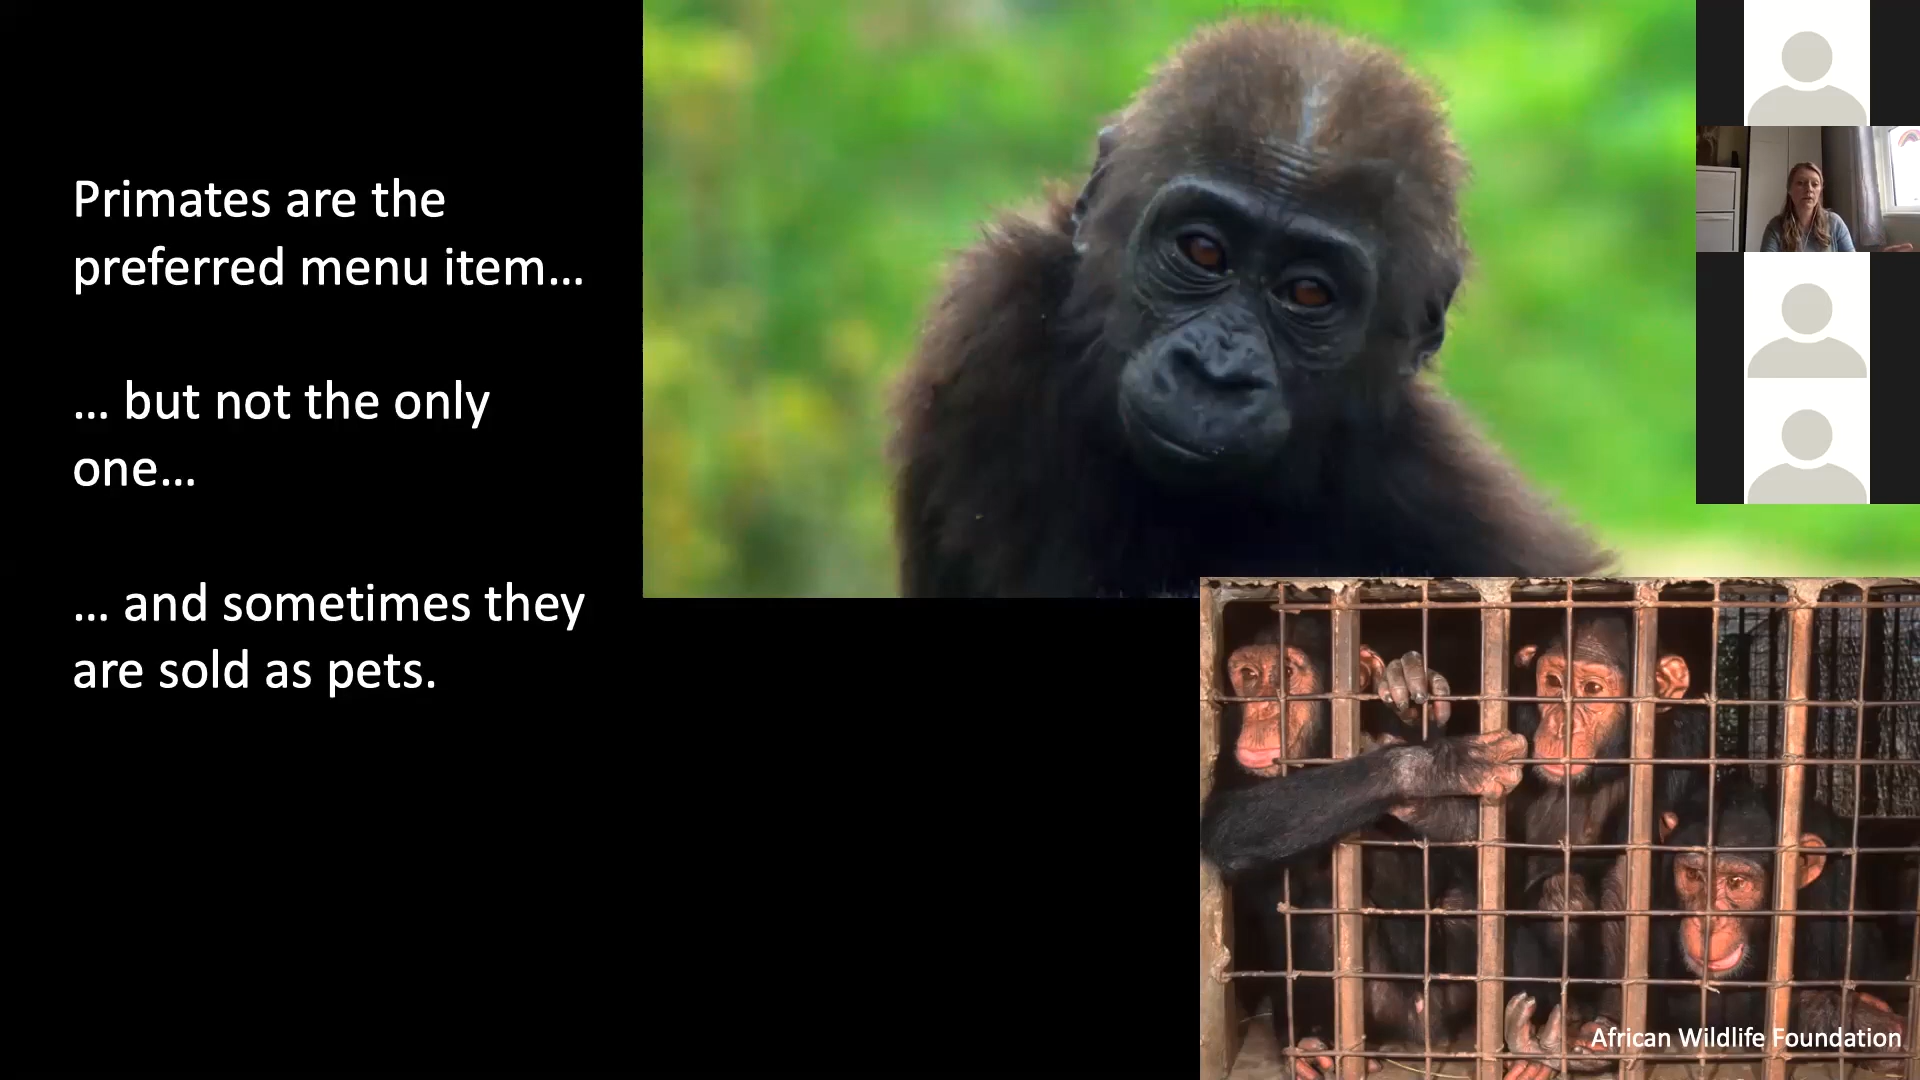 Primates are the
preferred menu item...
... but not the only
one...
... and sometimes they
are sold as pets.
African Wildlife Foundation